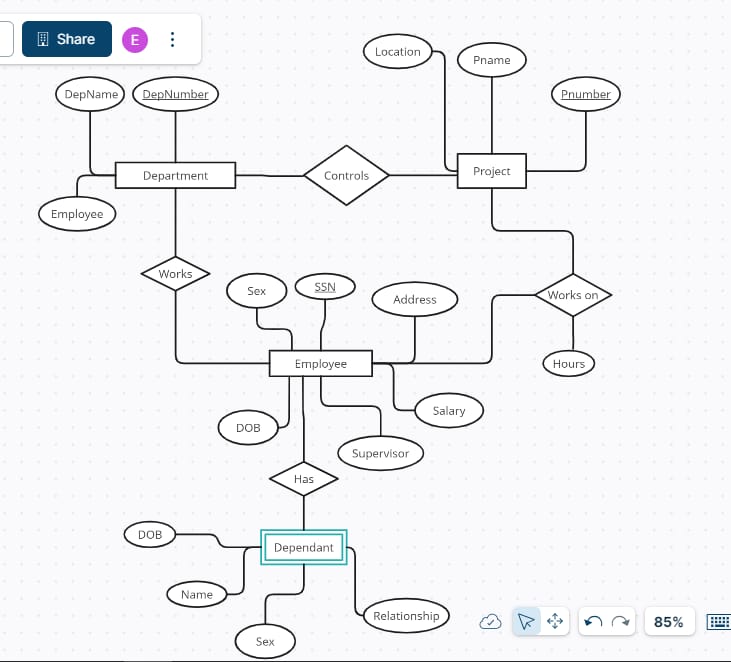 Share
E
Location
Pname
DepName
DepNumber
Pnumber
Department
Controls
Project
Employee
Works
Sex
SSN
Address
Works on
Employee
Hours
DOB
Salary
Supervisor
Has
DOB
Dependant
Name
Relationship
Sex
85%